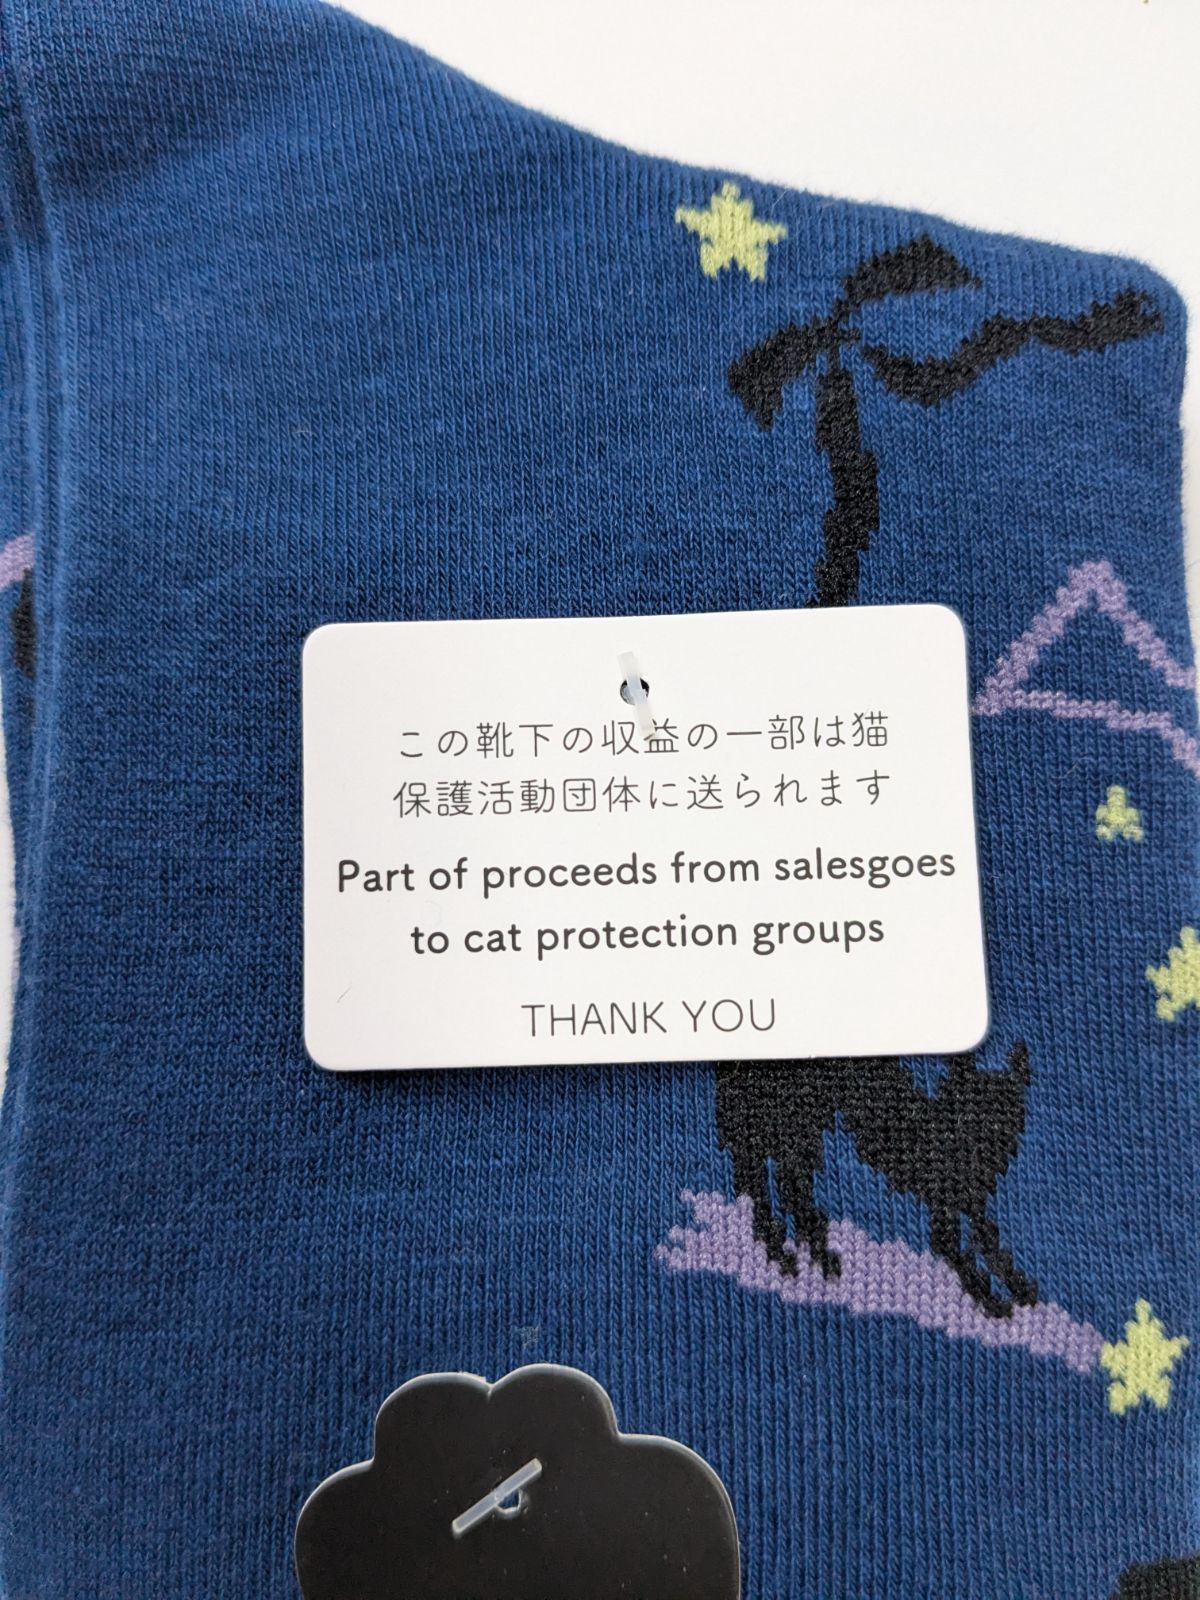 この靴下の収益の一部は猫
保護活動団体に送られます
Part of proceeds from salesgoes
to cat protection groups
THANK YOU